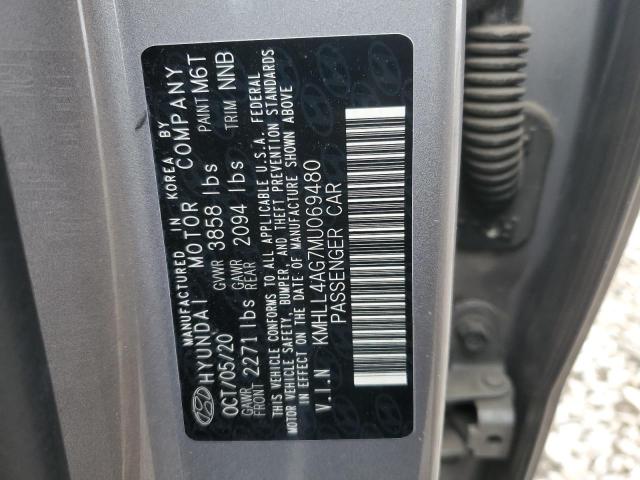 MANUFACTURED IN KOREA BY
HYUNDAI MOTOR COMPANY
OCT/05/20 GVWR 3858 lbs PAINT M6T
GAWR FRONT 2271 lbs GAWR REAR 2094 lbs TRIM NNB
THIS VEHICLE CONFORMS TO ALL APPLICABLE U.S.A. FEDERAL
MOTOR VEHICLE SAFETY, BUMPER, AND THEFT PREVENTION STANDARDS
IN EFFECT ON THE DATE OF MANUFACTURE SHOWN ABOVE
V.I.N KMHLL4AG7MU069480
PASSENGER CAR